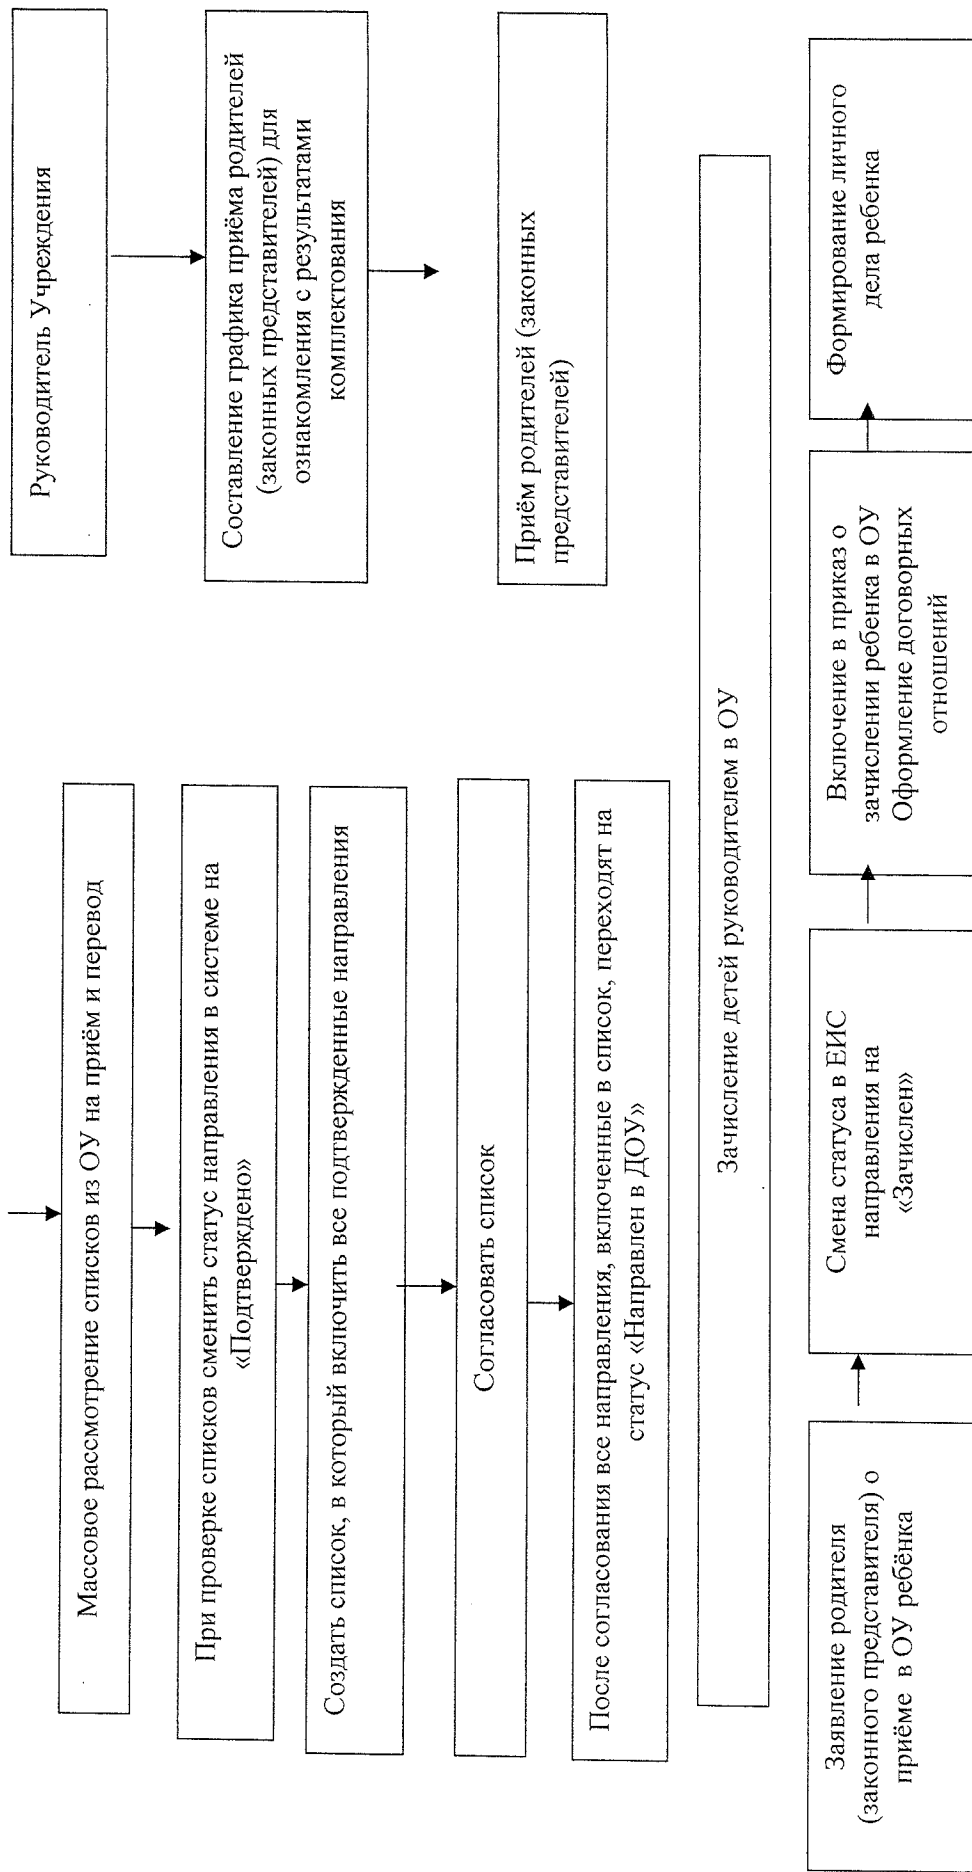 Массовое рассмотрение списков из ОУ на приём и перевод
При проверке списков сменить статус направления в системе на
«Подтверждено»
Создать список, в который включить все подтвержденные направления
Согласовать список
После согласования все направления, включенные в список, переходят на
статус «Направлен в ДОУ»
Руководитель Учреждения
Составление графика приёма родителей
(законных представителей) для
ознакомления с результатами
комплектования
Приём родителей (законных
представителей)
Зачисление детей руководителем в ОУ
Заявление родителя
(законного представителя) о
приёме в ОУ ребёнка
Смена статуса в ЕИС
направления на
«Зачислен»
Включение в приказ о
зачислении ребенка в ОУ
Оформление договорных
отношений
Формирование личного
дела ребенка